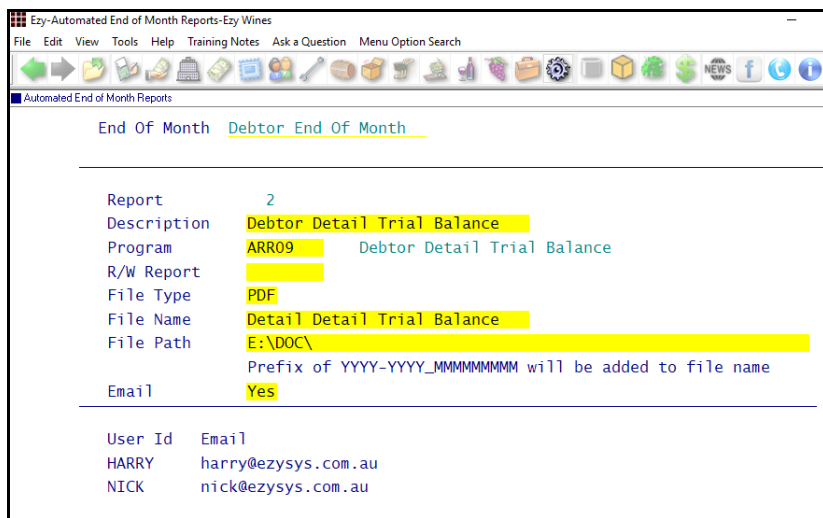 Ezy-Automated End of Month Reports-Ezy Wines
File Edit View Tools Help Training Notes Ask a Question Menu Option Search
NEWS f i
Automated End of Month Reports
End Of Month Debtor End Of Month
Report 2
Description Debtor Detail Trial Balance
Program ARR09 Debtor Detail Trial Balance
R/W Report
File Type PDF
File Name Detail Detail Trial Balance
File Path E:\DOC\
Prefix of YYYY-YYYY_MMMMMMMMM will be added to file name
Email Yes
User Id Email
HARRY harry@ezysys.com.au
NICK nick@ezysys.com.au